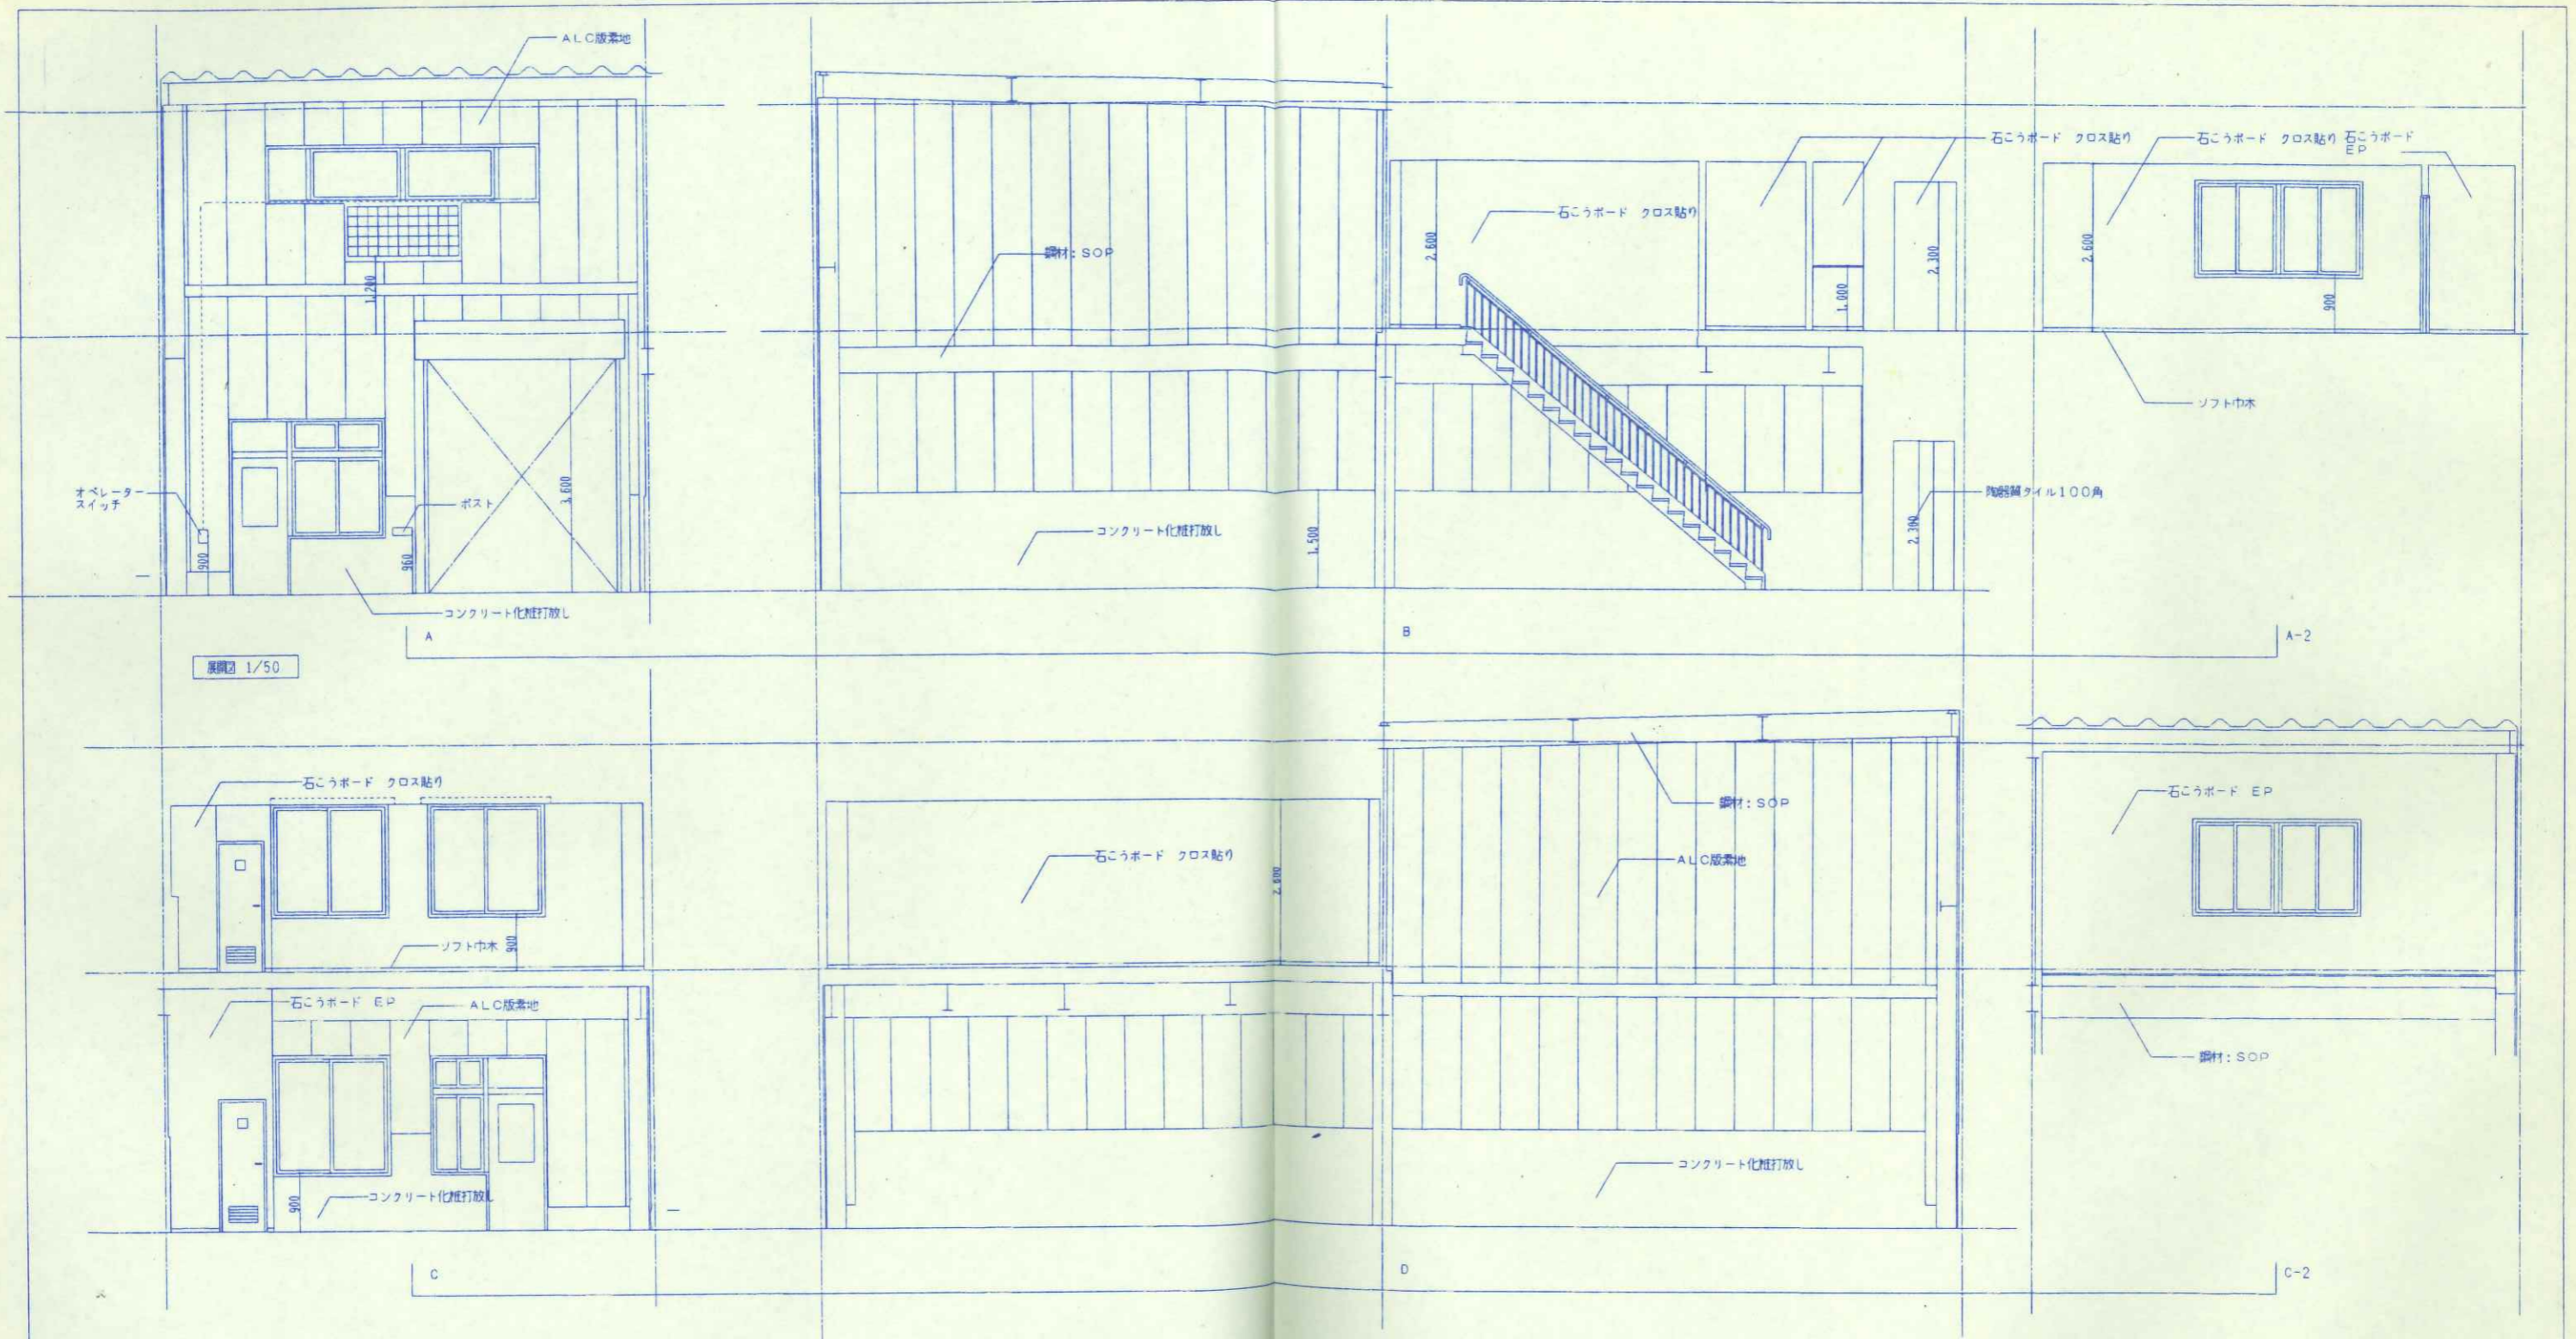 ALC版素地
石こうボード クロス貼り
石こうボード クロス貼り
石こうボード
EP
石こうボード クロス貼り
2,600
2,300
2,600
鋼材:SOP
1,200
1,000
900
ソフト巾木
オペレーター
スイッチ
ポスト
3,600
陶器質タイル100角
コンクリート化粧打放し
1,500
2,300
900
960
コンクリート化粧打放し
A
B
A-2
展開図 1/50
石こうボード クロス貼り
石こうボード EP
鋼材:SOP
石こうボード クロス貼り
ALC版素地
2,600
ソフト巾木
900
石こうボード EP
ALC版素地
鋼材:SOP
コンクリート化粧打放し
コンクリート化粧打放し
900
C
D
C-2